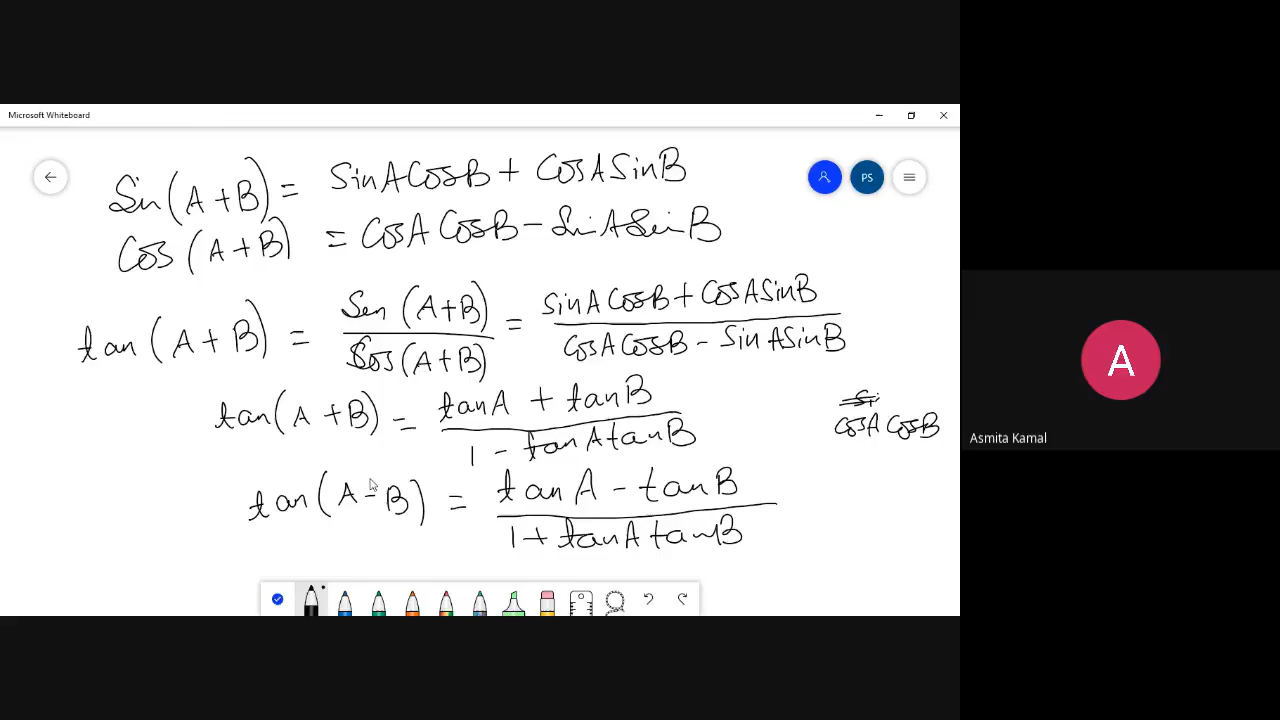 Microsoft Whiteboard
PS
Sin(A+B) = SinACosB + CosASinB
Cos(A+B) = CosACosB - SinASinB
tan(A+B) = Sin(A+B)/Cos(A+B) = SinACosB + CosASinB/CosACosB - SinASinB
tan(A+B) = tanA + tanB/1 - tanAtanB
CosACosB
tan(A-B) = tanA - tanB/1 + tanAtanB
A
Asmita Kamal